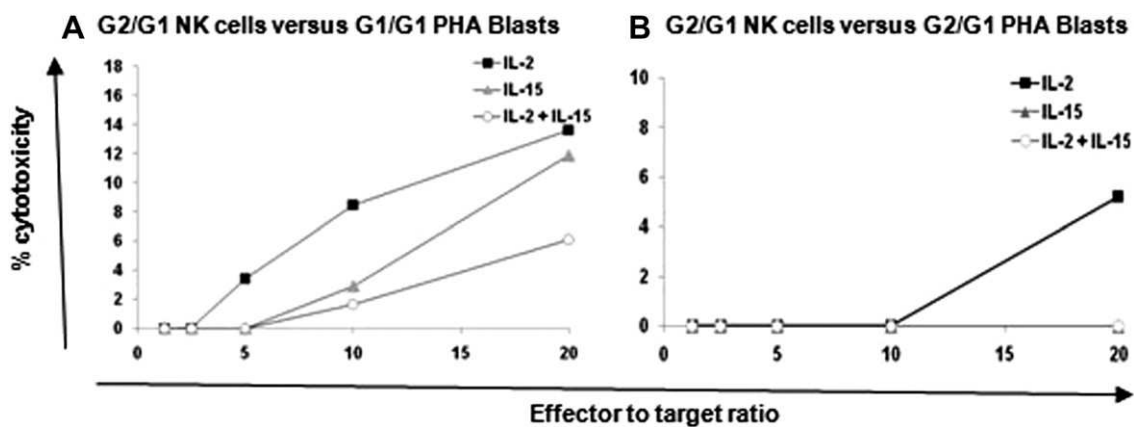 A G2/G1 NK cells versus G1/G1 PHA Blasts
B G2/G1 NK cells versus G2/G1 PHA Blasts
% cytotoxicity
18
16
14
12
10
8
6
4
2
0
0 5 10 15 20
IL-2
IL-15
IL-2 + IL-15
10
8
6
4
2
0
0 5 10 15 20
IL-2
IL-15
IL-2 + IL-15
Effector to target ratio